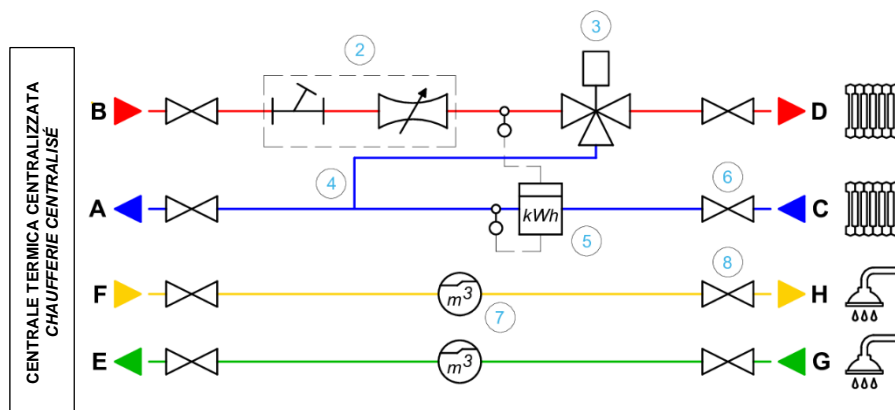 CENTRALE TERMICA CENTRALIZZATA
CHAUFFERIE CENTRALISÉ
2
3
B
D
4
6
A
kWh
C
5
8
F
m³
H
7
E
m³
G